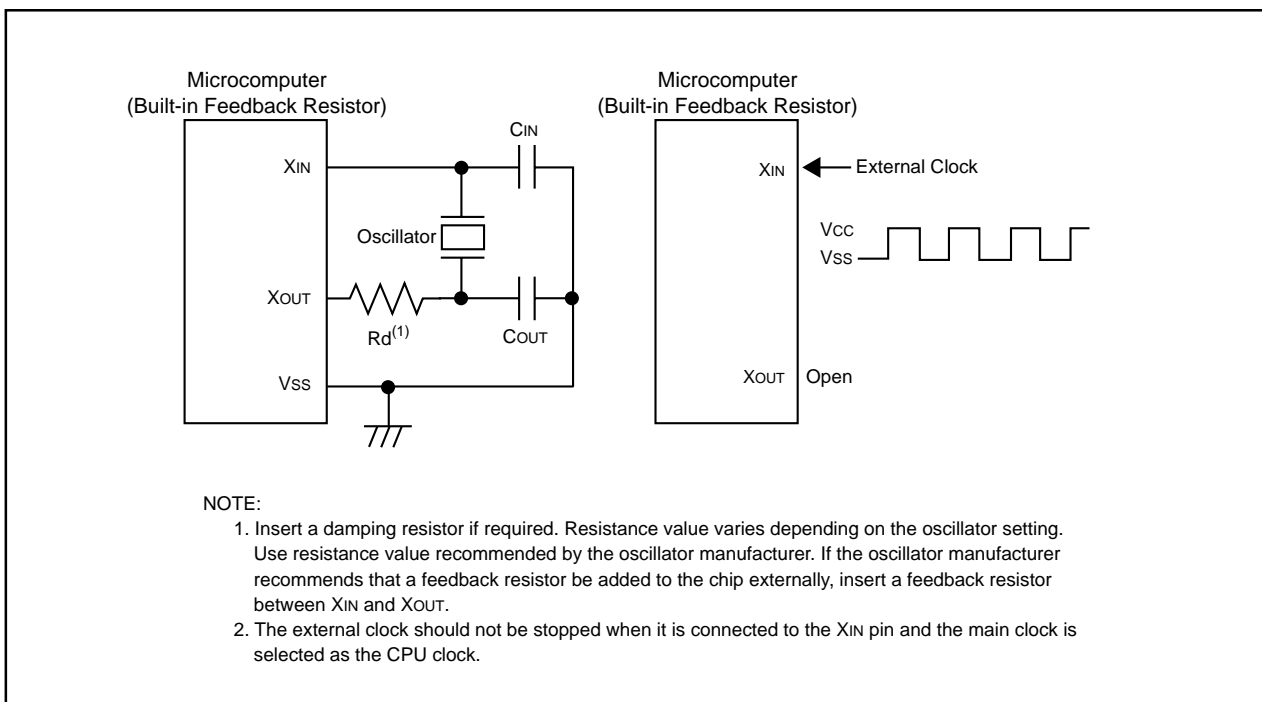 Microcomputer
(Built-in Feedback Resistor)
CIN
XIN
Oscillator
XOUT
Rd(1)
COUT
VSS
Microcomputer
(Built-in Feedback Resistor)
XIN
External Clock
VCC
VSS
XOUT
Open
NOTE:
1. Insert a damping resistor if required. Resistance value varies depending on the oscillator setting.
Use resistance value recommended by the oscillator manufacturer. If the oscillator manufacturer
recommends that a feedback resistor be added to the chip externally, insert a feedback resistor
between XIN and XOUT.
2. The external clock should not be stopped when it is connected to the XIN pin and the main clock is
selected as the CPU clock.